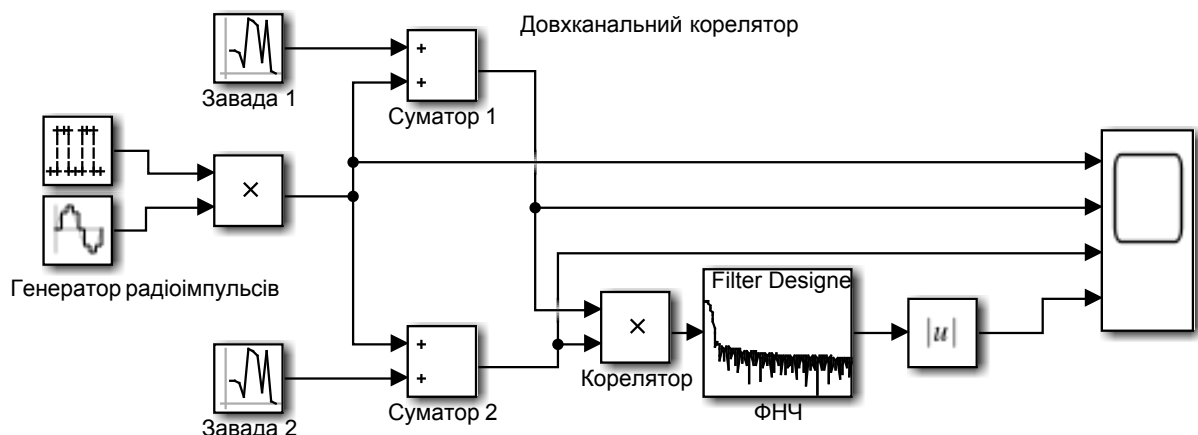 Довхканальний корелятор
Завада 1
+
+
Суматор 1
×
Генератор радіоімпульсів
Filter Designe
×
|u|
Корелятор
ФНЧ
+
+
Суматор 2
Завада 2